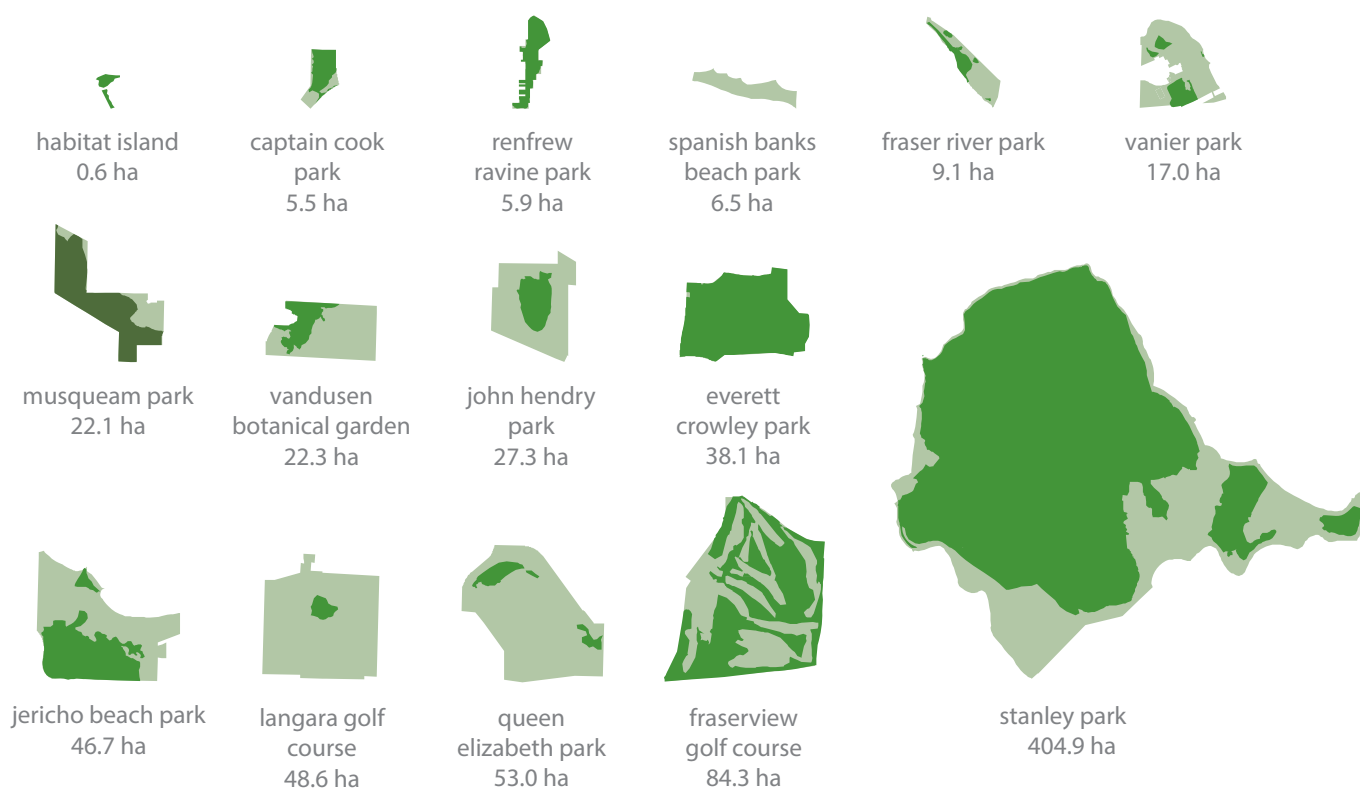 habitat island
0.6 ha
captain cook
park
5.5 ha
renfrew
ravine park
5.9 ha
spanish banks
beach park
6.5 ha
fraser river park
9.1 ha
vanier park
17.0 ha
musqueam park
22.1 ha
vandusen
botanical garden
22.3 ha
john hendry
park
27.3 ha
everett
crowley park
38.1 ha
jericho beach park
46.7 ha
langara golf
course
48.6 ha
queen
elizabeth park
53.0 ha
fraserview
golf course
84.3 ha
stanley park
404.9 ha